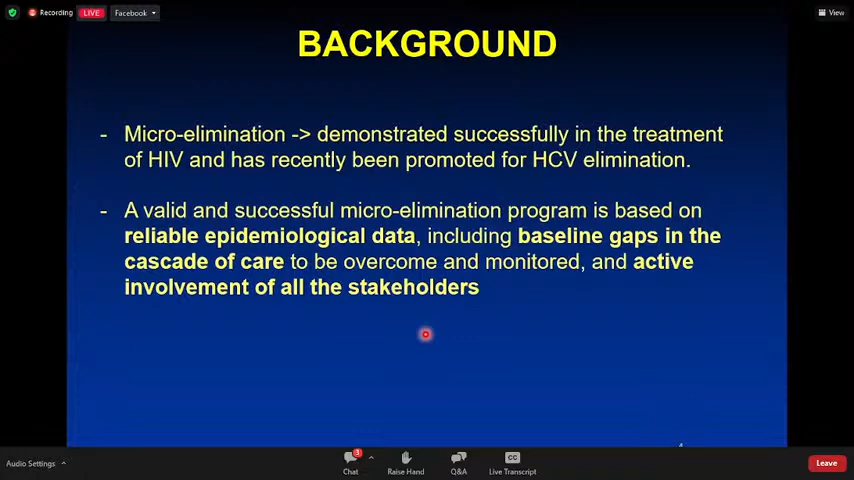 Recording
LIVE
Facebook
View
BACKGROUND
- Micro-elimination -> demonstrated successfully in the treatment
of HIV and has recently been promoted for HCV elimination.
- A valid and successful micro-elimination program is based on
reliable epidemiological data, including baseline gaps in the
cascade of care to be overcome and monitored, and active
involvement of all the stakeholders
Audio Settings
3
Chat
Raise Hand
Q&A
CC
Live Transcript
Leave